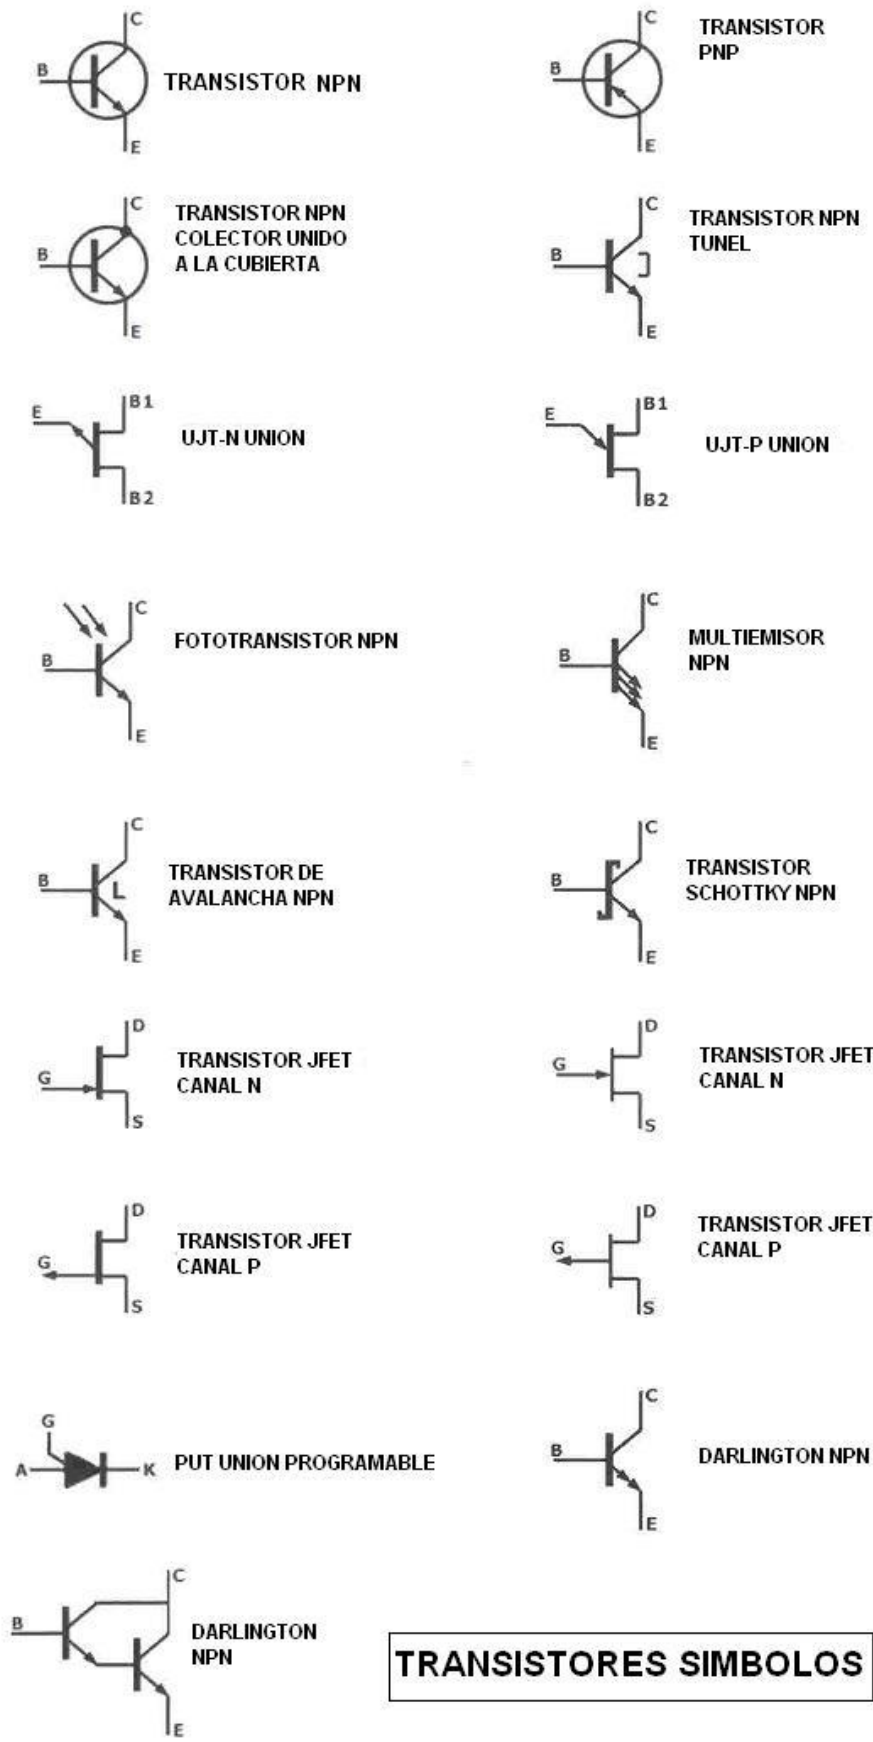 C
B
TRANSISTOR NPN
E
C
TRANSISTOR
PNP
B
E
C
TRANSISTOR NPN
COLECTOR UNIDO
A LA CUBIERTA
B
E
C
TRANSISTOR NPN
TUNEL
B
E
E
B1
UJT-N UNION
B2
E
B1
UJT-P UNION
B2
C
FOTOTRANSISTOR NPN
B
E
C
MULTIEMISOR
NPN
B
E
C
TRANSISTOR DE
AVALANCHA NPN
B
L
E
C
TRANSISTOR
SCHOTTKY NPN
B
E
D
TRANSISTOR JFET
CANAL N
G
S
D
TRANSISTOR JFET
CANAL N
G
S
D
TRANSISTOR JFET
CANAL P
G
S
D
TRANSISTOR JFET
CANAL P
G
S
G
A
K
PUT UNION PROGRAMABLE
C
B
DARLINGTON NPN
E
C
B
DARLINGTON
NPN
E
TRANSISTORES SIMBOLOS